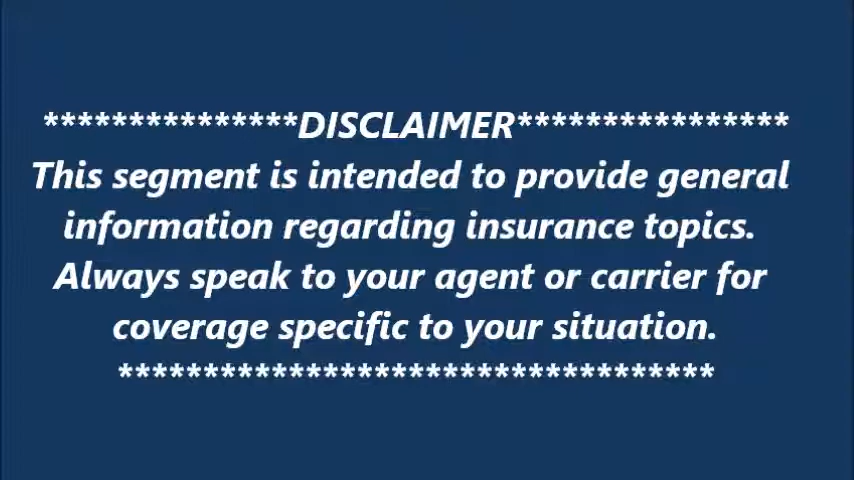 ***************DISCLAIMER****************
This segment is intended to provide general
information regarding insurance topics.
Always speak to your agent or carrier for
coverage specific to your situation.
***********************************